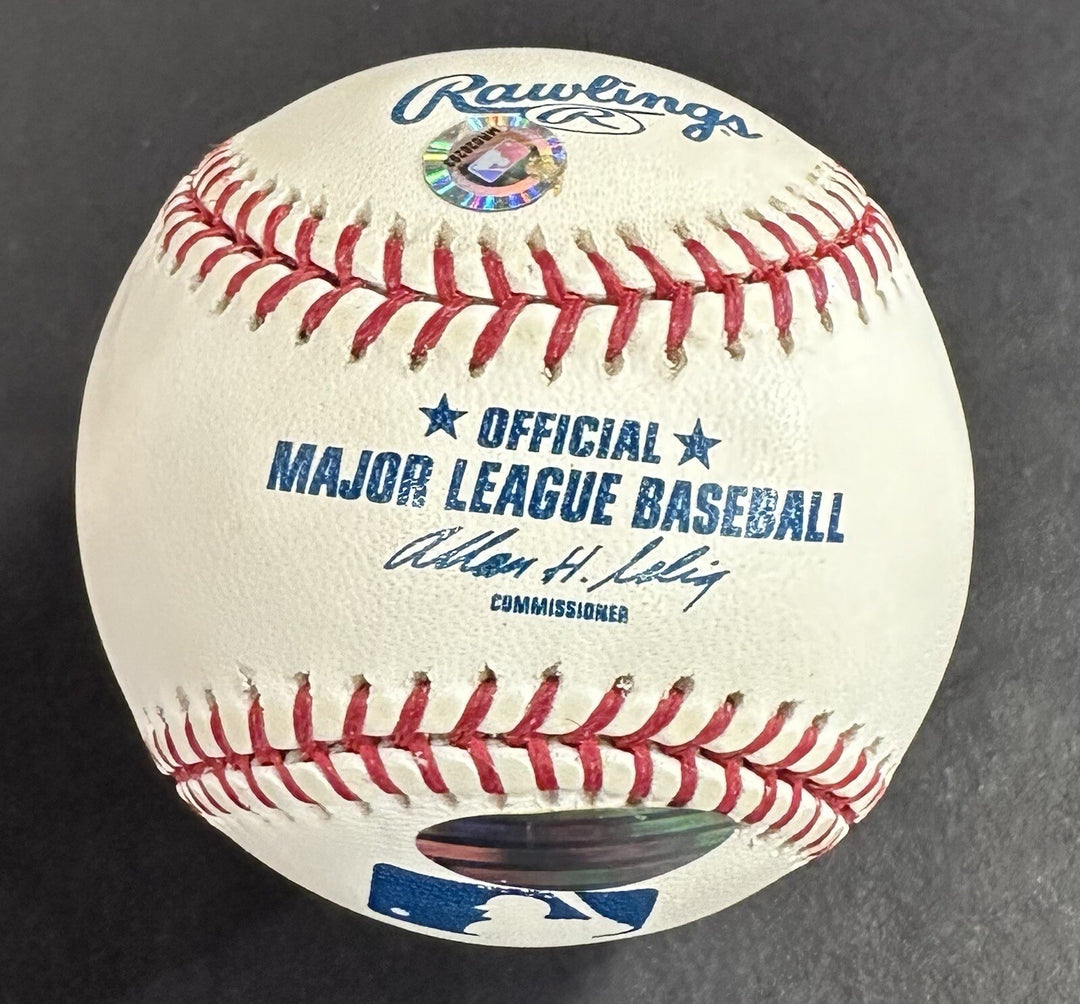 Rawlings
R
★ OFFICIAL ★
MAJOR LEAGUE BASEBALL
Allan H. Selig
COMMISSIONER